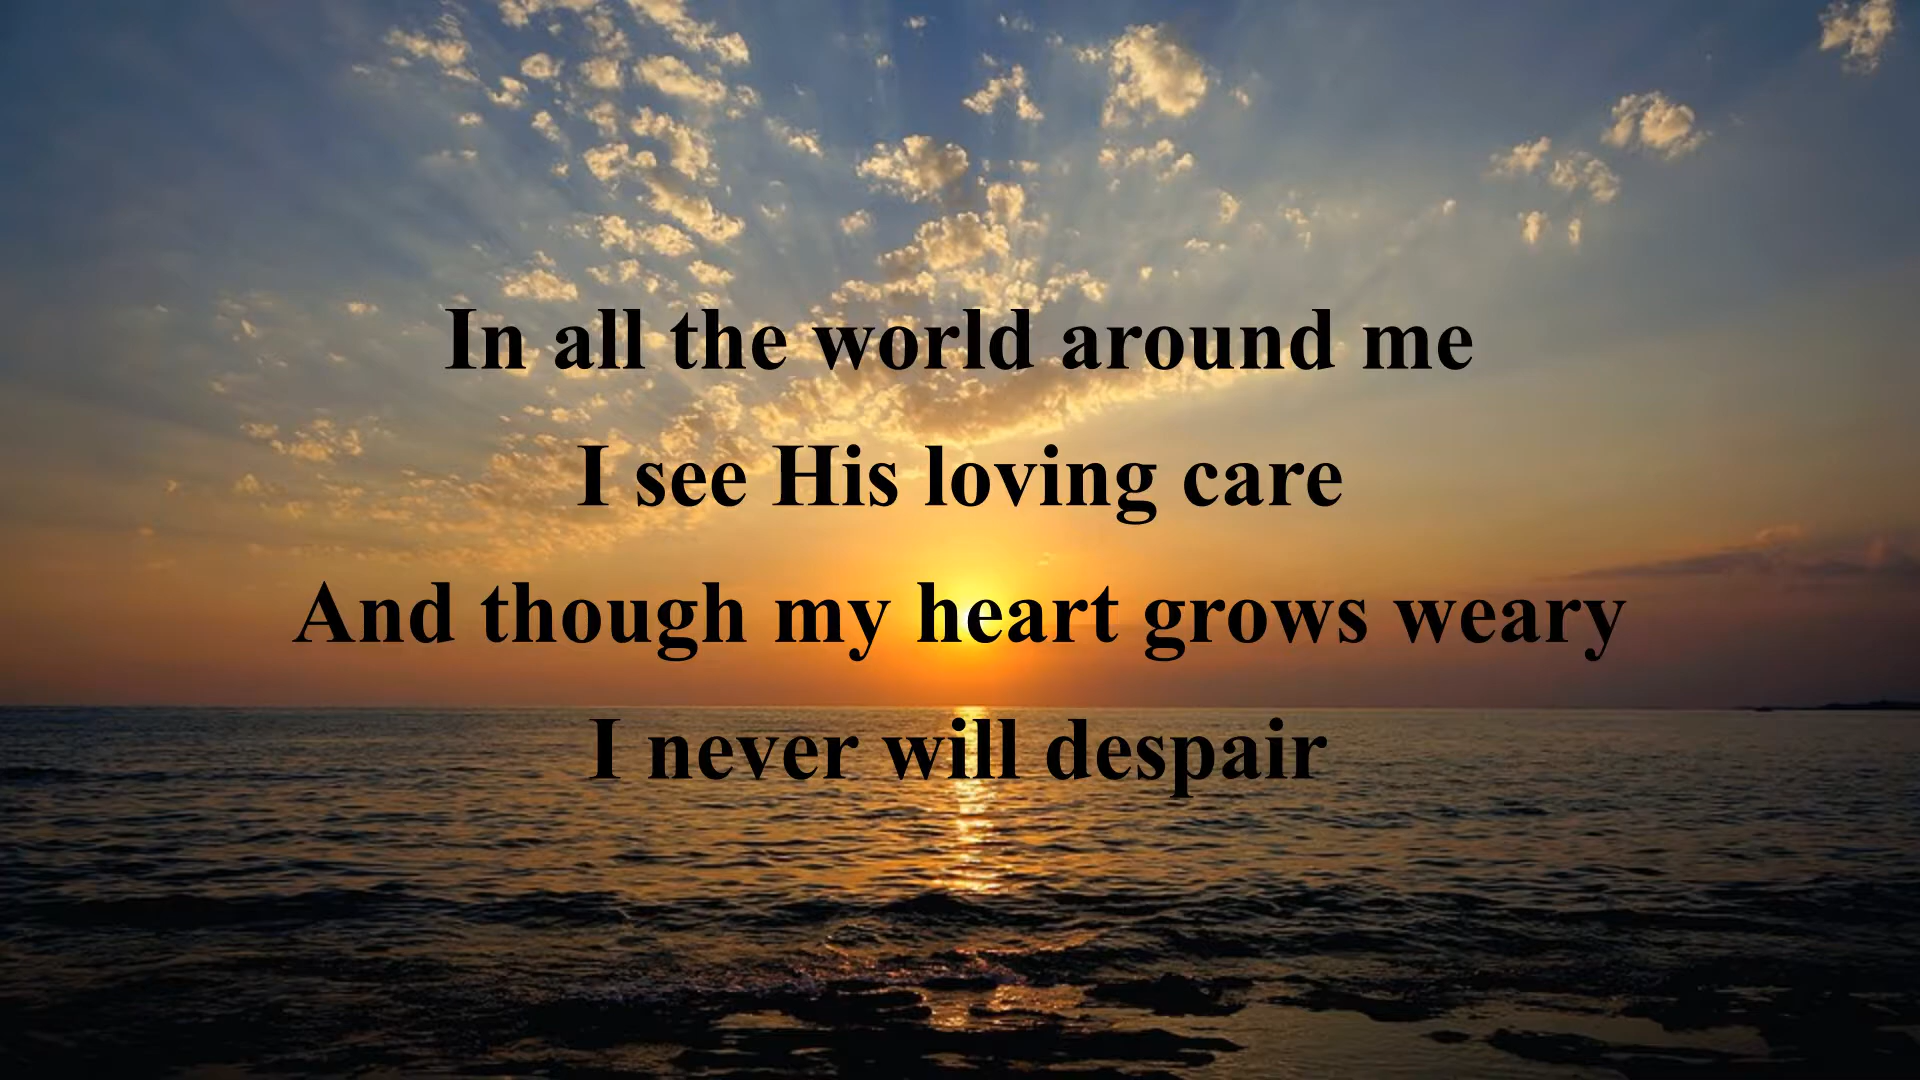 In all the world around me
I see His loving care
And though my heart grows weary
I never will despair